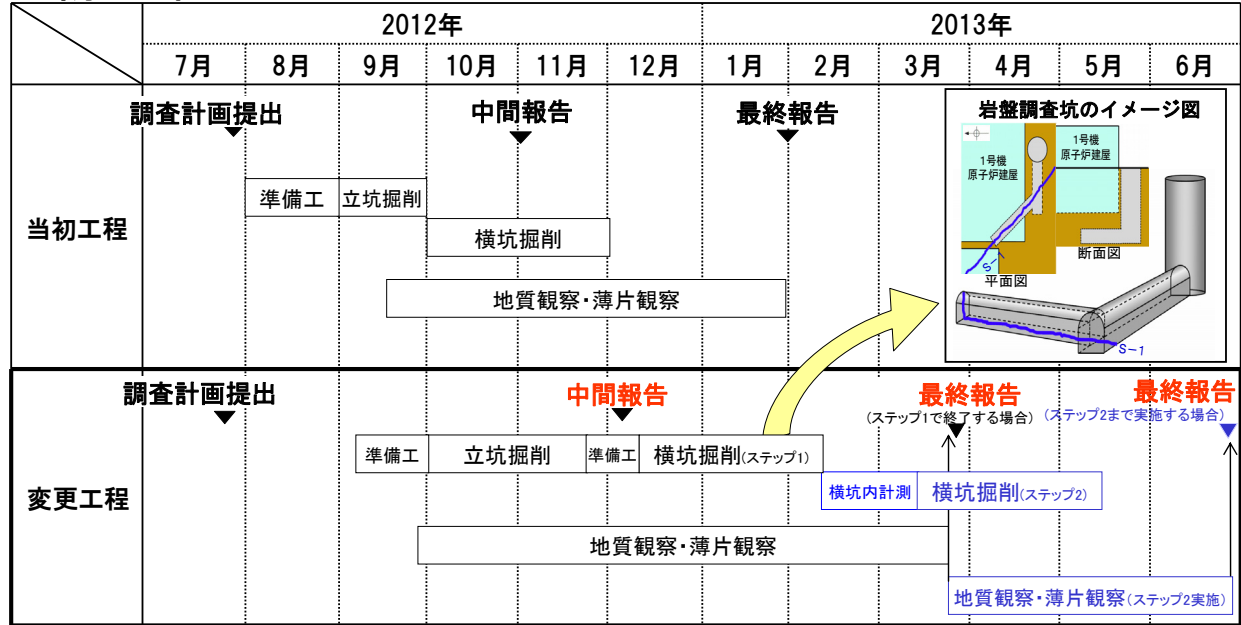 2012年 2013年
7月 8月 9月 10月 11月 12月 1月 2月 3月 4月 5月 6月
当初工程
調査計画提出 中間報告 最終報告
準備工 立坑掘削
横坑掘削
地質観察・薄片観察
岩盤調査坑のイメージ図
1号機
原子炉建屋
1号機
原子炉建屋
S-1
平面図
断面図
S-1
変更工程
調査計画提出 中間報告 最終報告 最終報告
(ステップ1で終了する場合) (ステップ2まで実施する場合)
準備工 立坑掘削 準備工 横坑掘削(ステップ1)
横坑内計測 横坑掘削(ステップ2)
地質観察・薄片観察
地質観察・薄片観察(ステップ2実施)